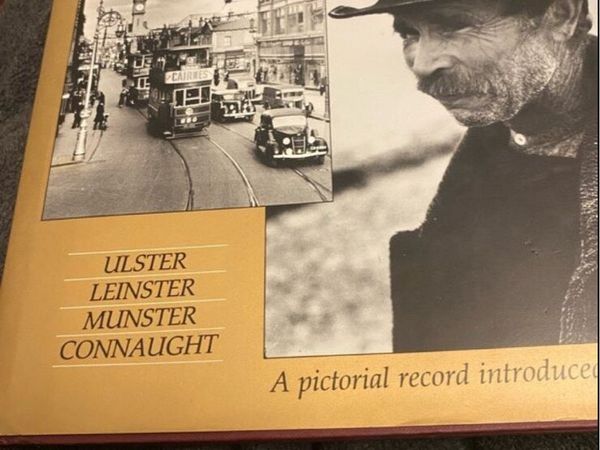 CAIRNES
ULSTER
LEINSTER
MUNSTER
CONNAUGHT
A pictorial record introduced